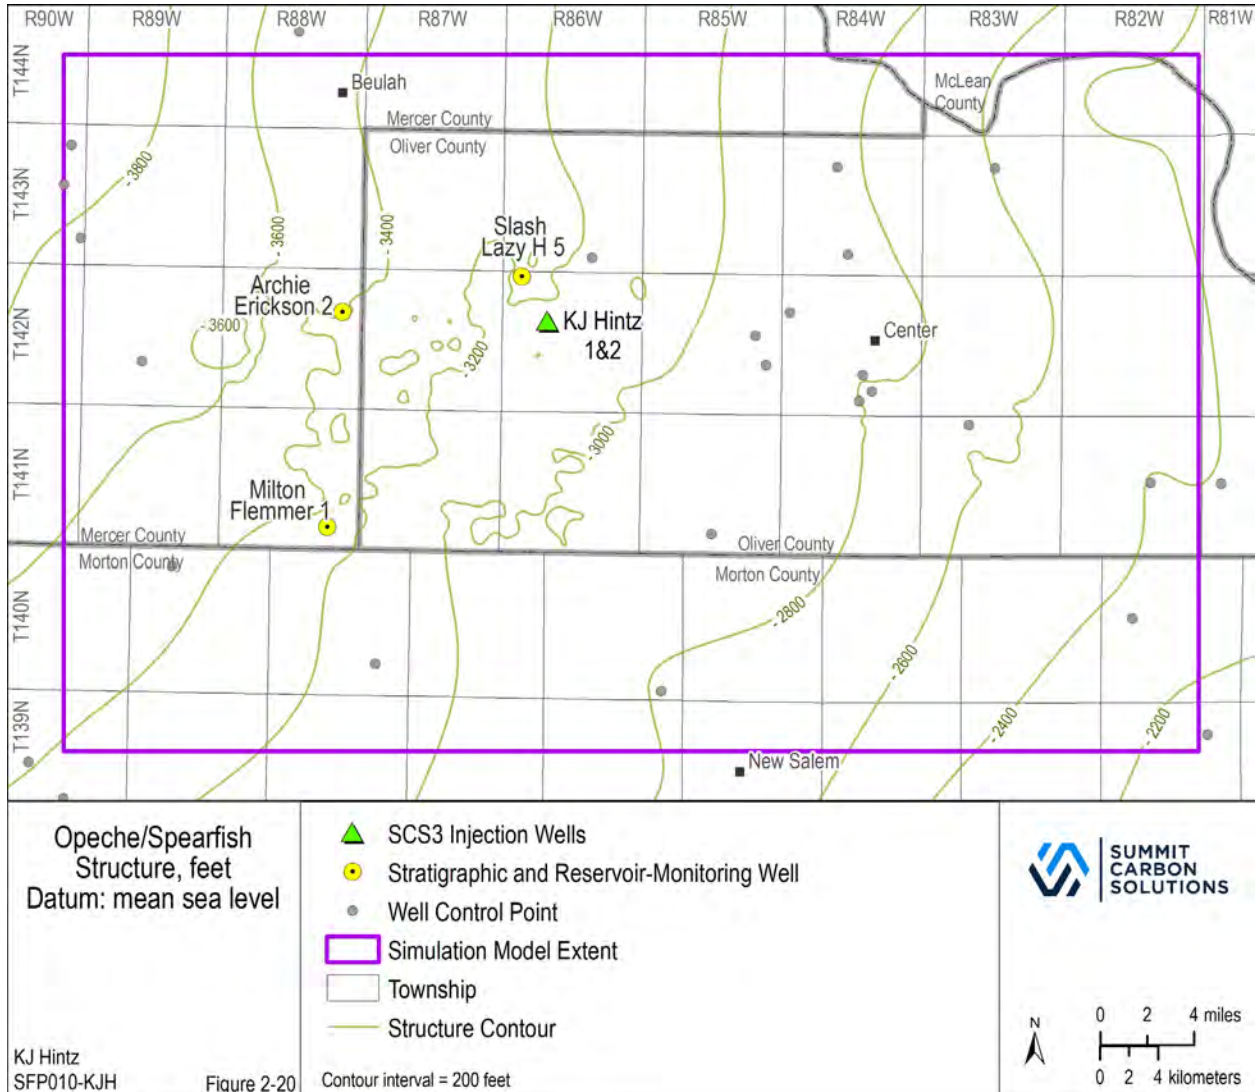 R90W R89W R88W R87W R86W R85W R84W R83W R82W R81W
T144N
Beulah
McLean
County
Mercer County
Oliver County
- 3800
T143N
- 3600
- 3400
Slash
Lazy H 5
Archie
Erickson 2
T142N
- 3600
KJ Hintz
1&2
Center
- 3200
- 3000
T141N
Milton
Flemmer 1
Mercer County
Oliver County
Morton County
Morton County
T140N
- 2800
- 2600
- 2400
- 2200
T139N
New Salem
Opeche/Spearfish
Structure, feet
Datum: mean sea level
KJ Hintz
SFP010-KJH
Figure 2-20
SCS3 Injection Wells
Stratigraphic and Reservoir-Monitoring Well
Well Control Point
Simulation Model Extent
Township
Structure Contour
Contour interval = 200 feet
SUMMIT
CARBON
SOLUTIONS
N
0 2 4 miles
0 2 4 kilometers